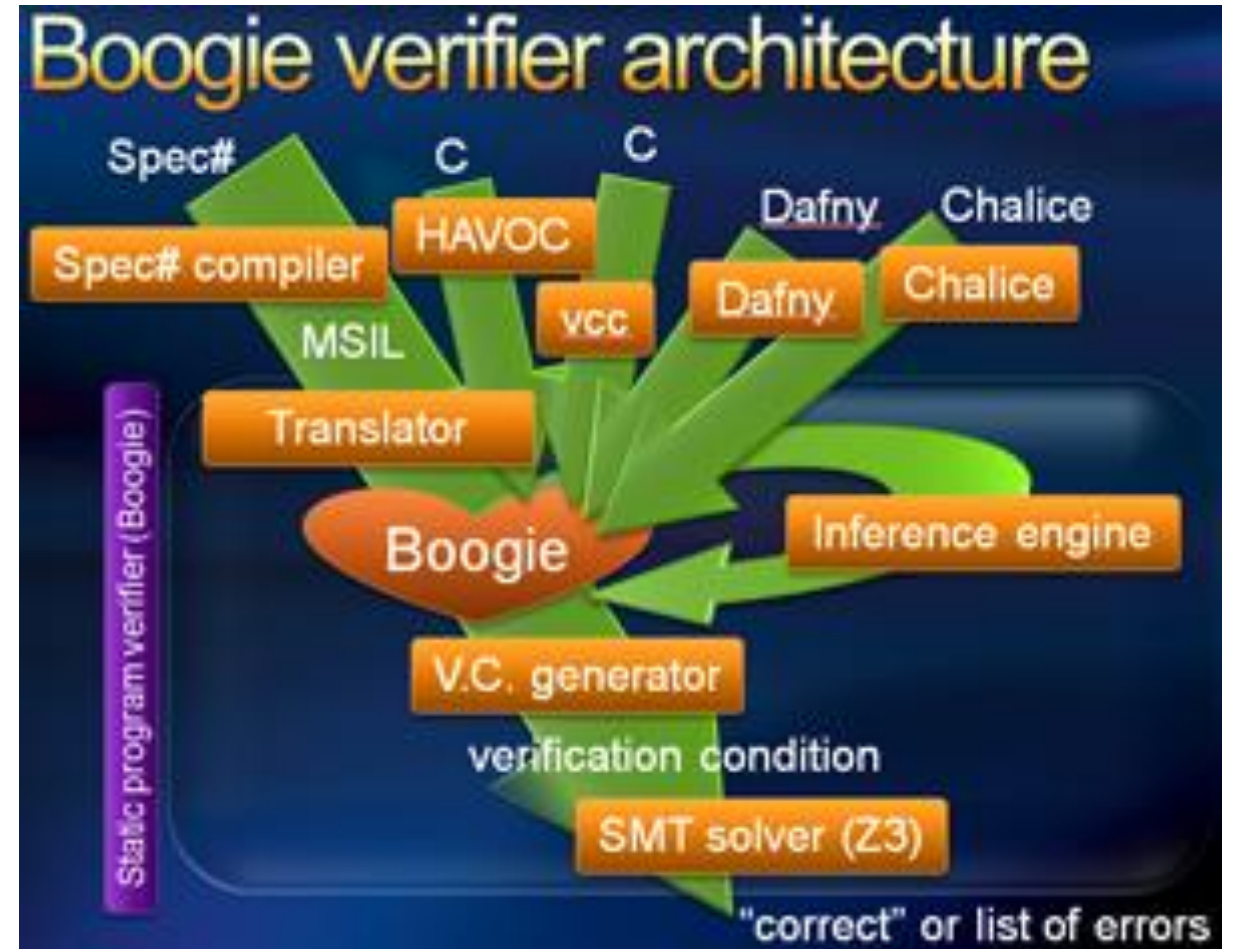 Boogie verifier architecture
Spec#
C
C
Dafny
Chalice
Spec# compiler
HAVOC
vcc
Dafny
Chalice
MSIL
Translator
Static program verifier (Boogie)
Boogie
Inference engine
V.C. generator
verification condition
SMT solver (Z3)
"correct" or list of errors